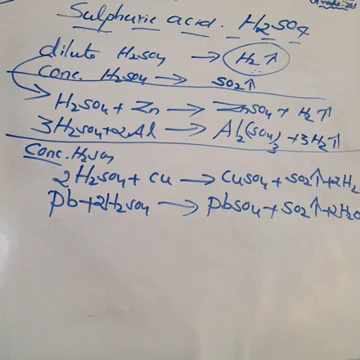 Sulphuric acid. H2SO4
dilute H2SO4 → H2↑
Conc. H2SO4 → SO2↑
H2SO4 + Zn → ZnSO4 + H2↑
3H2SO4 + 2Al → Al2(SO4)3 + 3H2↑
Conc. H2SO4
2H2SO4 + Cu → CuSO4 + SO2↑ + 2H2
Pb + 2H2SO4 → PbSO4 + SO2↑ + 2H2O